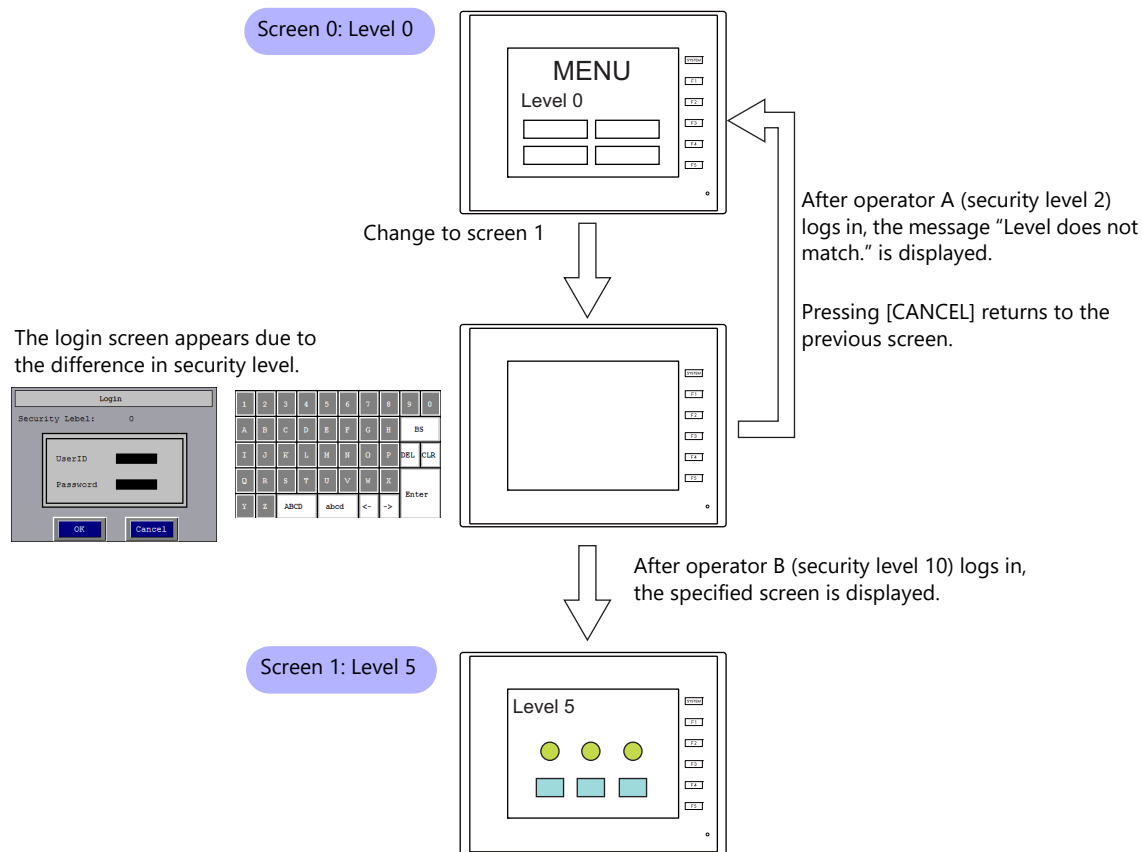 Screen 0: Level 0
MENU
Level 0
SYSTEM
F1
F2
F3
F4
F5
After operator A (security level 2)
logs in, the message “Level does not
match.” is displayed.
Change to screen 1
Pressing [CANCEL] returns to the
previous screen.
The login screen appears due to
the difference in security level.
Login
Security Lebel: 0
UserID
Password
OK Cancel
1 2 3 4 5 6 7 8 9 0
A B C D E F G H BS
I J K L M N O P DEL CLR
Q R S T U V W X Enter
Y Z ABCD abcd <- ->
SYSTEM
F1
F2
F3
F4
F5
After operator B (security level 10) logs in,
the specified screen is displayed.
Screen 1: Level 5
Level 5
SYSTEM
F1
F2
F3
F4
F5